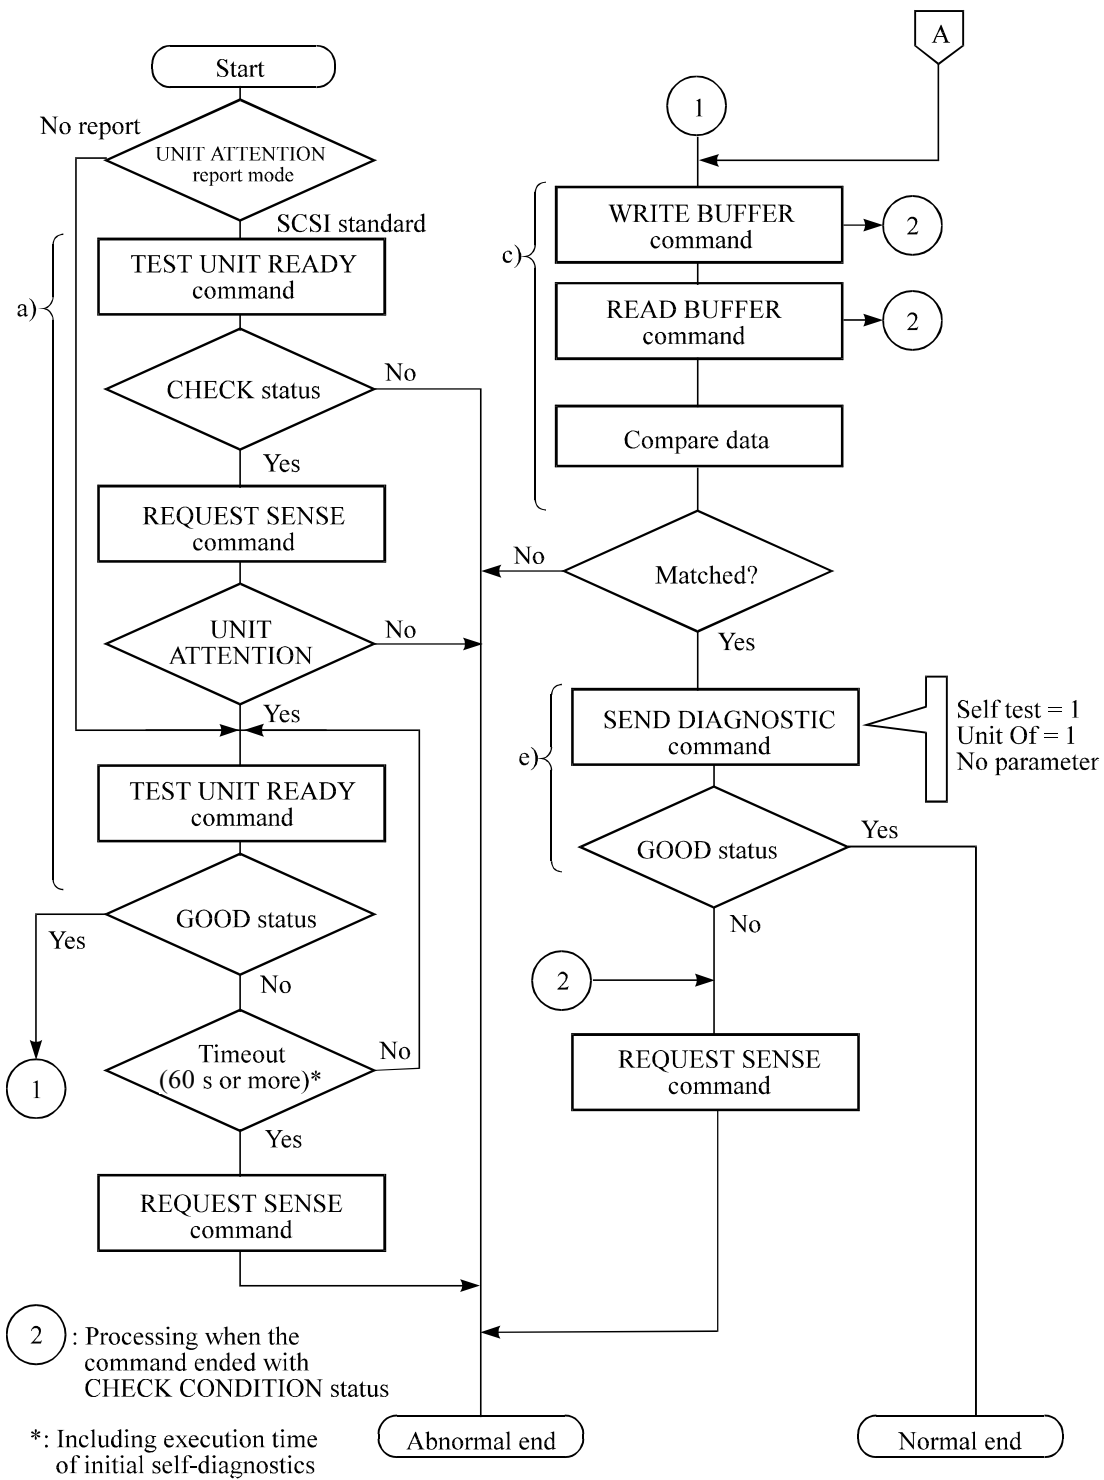 Start
No report
UNIT ATTENTION
report mode
SCSI standard
a)
TEST UNIT READY
command
CHECK status
No
Yes
REQUEST SENSE
command
UNIT
ATTENTION
No
Yes
TEST UNIT READY
command
GOOD status
Yes
No
1
Timeout
(60 s or more)*
No
Yes
REQUEST SENSE
command
2
: Processing when the
command ended with
CHECK CONDITION status
*: Including execution time
of initial self-diagnostics
A
1
c)
WRITE BUFFER
command
2
READ BUFFER
command
2
Compare data
Matched?
No
Yes
e)
SEND DIAGNOSTIC
command
Self test = 1
Unit Of = 1
No parameter
GOOD status
Yes
No
2
REQUEST SENSE
command
Abnormal end
Normal end